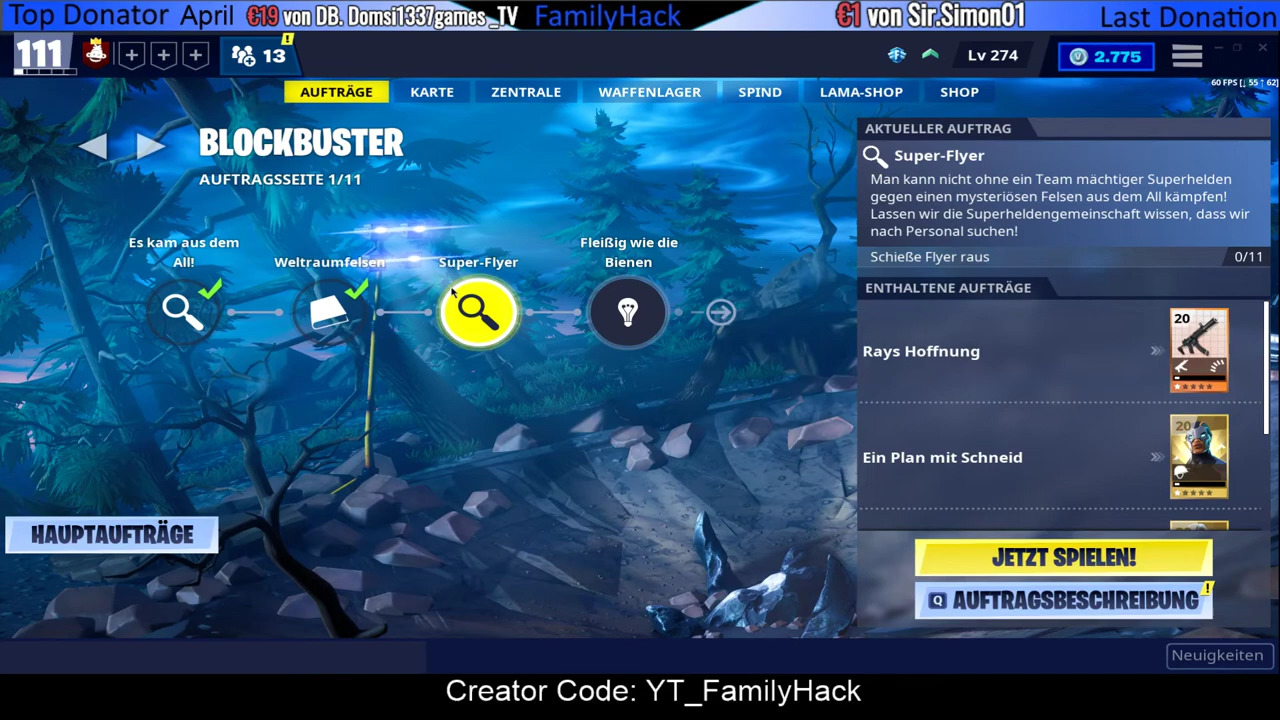 Top Donator April €19 von DB. Domsi1337games_TV FamilyHack €1 von Sir.Simon01 Last Donation
111 13 Lv 274 2.775
60 FPS [↓ 55 ↑ 62]
AUFTRÄGE KARTE ZENTRALE WAFFENLAGER SPIND LAMA-SHOP SHOP
BLOCKBUSTER
AUFTRAGSSEITE 1/11
Es kam aus dem
All!
Weltraumfelsen
Super-Flyer
Fleißig wie die
Bienen
HAUPTAUFTRÄGE
AKTUELLER AUFTRAG
Super-Flyer
Man kann nicht ohne ein Team mächtiger Superhelden
gegen einen mysteriösen Felsen aus dem All kämpfen!
Lassen wir die Superheldengemeinschaft wissen, dass wir
nach Personal suchen!
Schieße Flyer raus 0/11
ENTHALTENE AUFTRÄGE
Rays Hoffnung
20
Ein Plan mit Schneid
20
JETZT SPIELEN!
Q AUFTRAGSBESCHREIBUNG !
Neuigkeiten
Creator Code: YT_FamilyHack